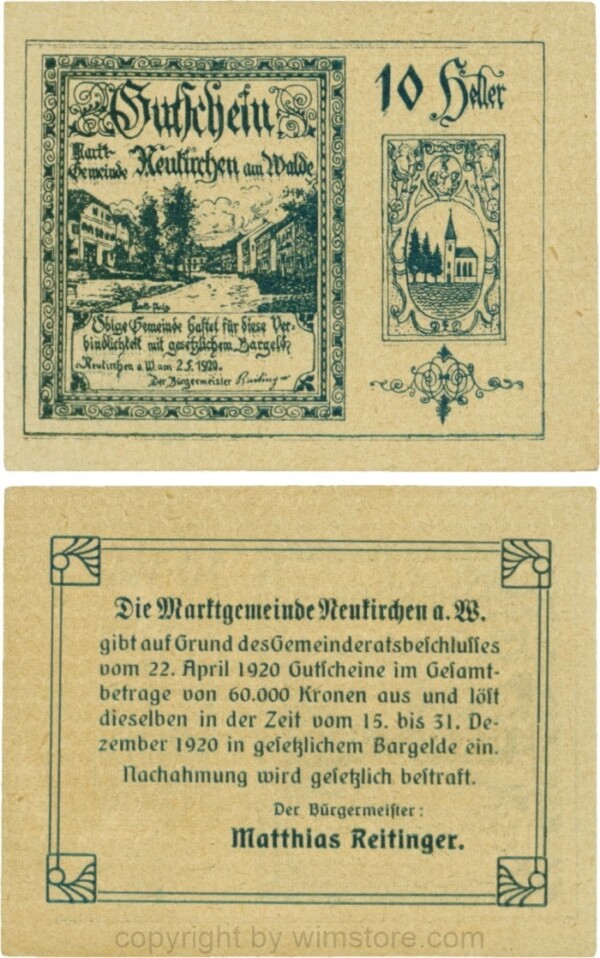 Gutschein
10 Heller
Markt-
Gemeinde Neukirchen am Walde
Obige Gemeinde haftet für diese Ver-
bindlichkeit mit gesetzlichem Bargeld.
Neukirchen a. W. am 2.5.1920.
Der Bürgermeister
Die Marktgemeinde Neukirchen a. W.
gibt auf Grund des Gemeinderatsbeschlusses
vom 22. April 1920 Gutscheine im Gesamt-
betrage von 60.000 Kronen aus und löst
dieselben in der Zeit vom 15. bis 31. De-
zember 1920 in gesetzlichem Bargelde ein.
Nachahmung wird gesetzlich bestraft.
Der Bürgermeister:
Matthias Reitinger.
copyright by wimstore.com